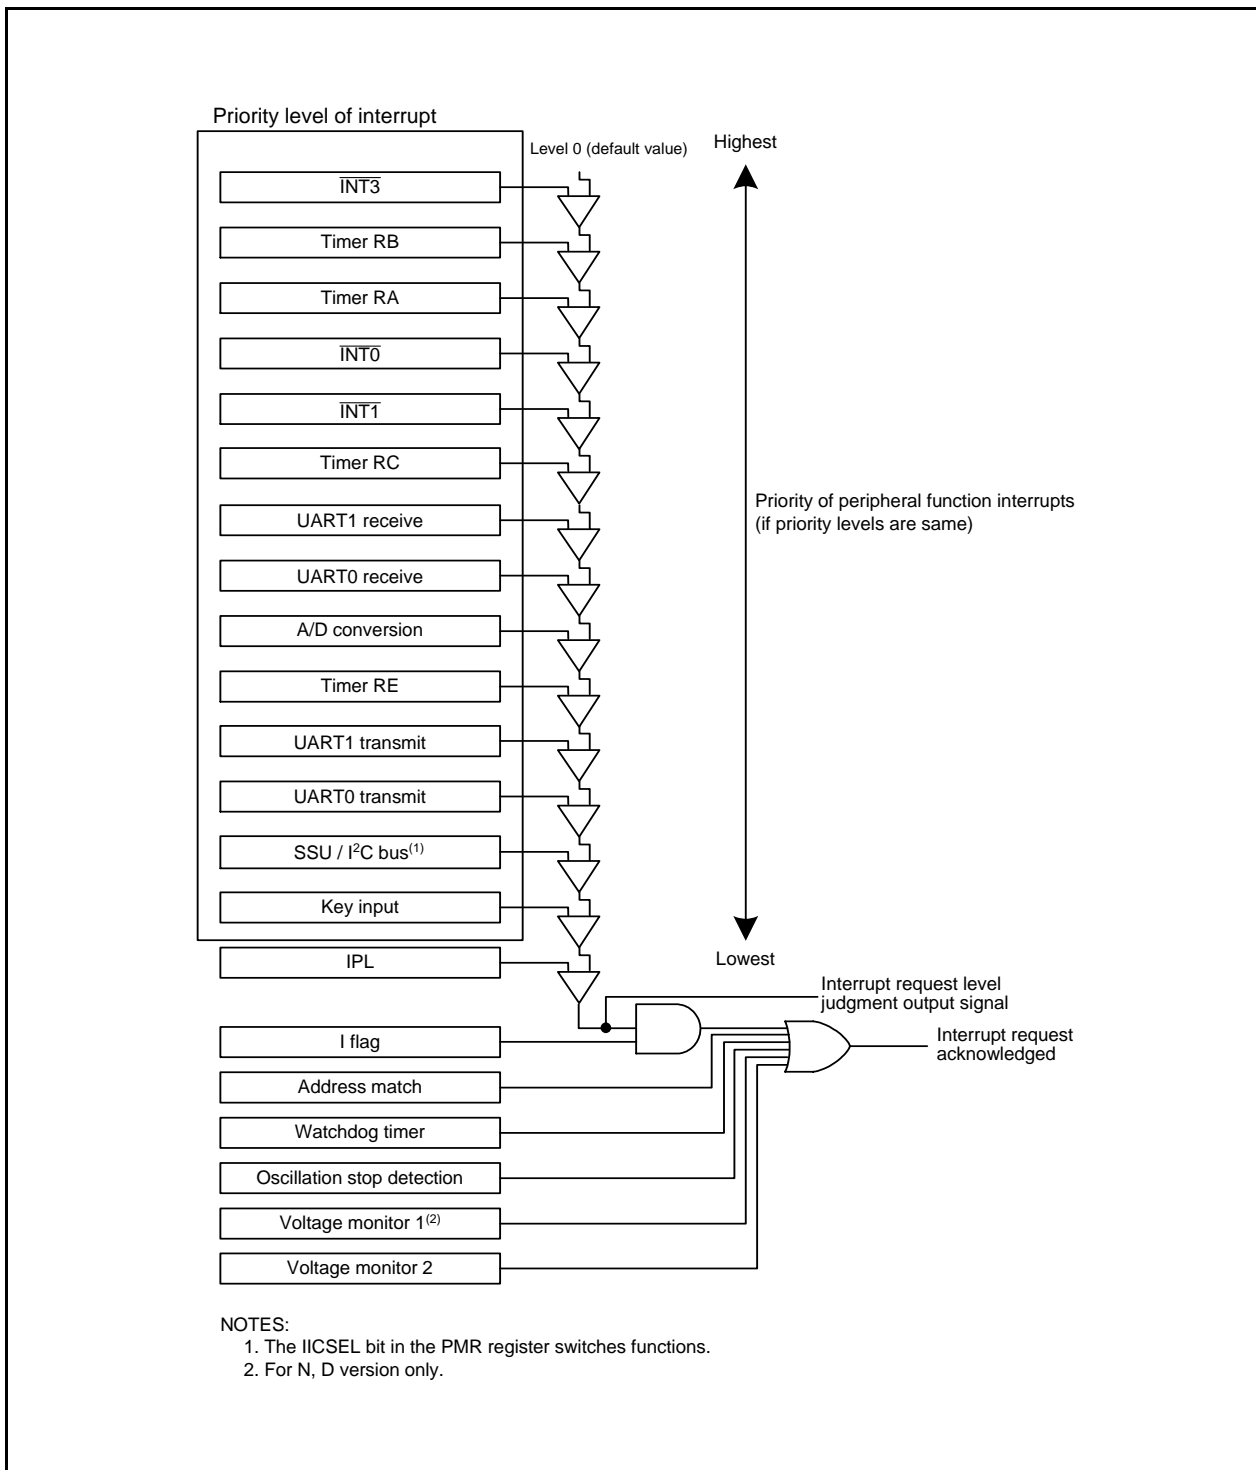 Priority level of interrupt
Level 0 (default value)
Highest
INT3
Timer RB
Timer RA
INT0
INT1
Timer RC
Priority of peripheral function interrupts
(if priority levels are same)
UART1 receive
UART0 receive
A/D conversion
Timer RE
UART1 transmit
UART0 transmit
SSU / I²C bus(1)
Key input
Lowest
IPL
Interrupt request level
judgment output signal
I flag
Interrupt request
acknowledged
Address match
Watchdog timer
Oscillation stop detection
Voltage monitor 1(2)
Voltage monitor 2
NOTES:
1. The IICSEL bit in the PMR register switches functions.
2. For N, D version only.